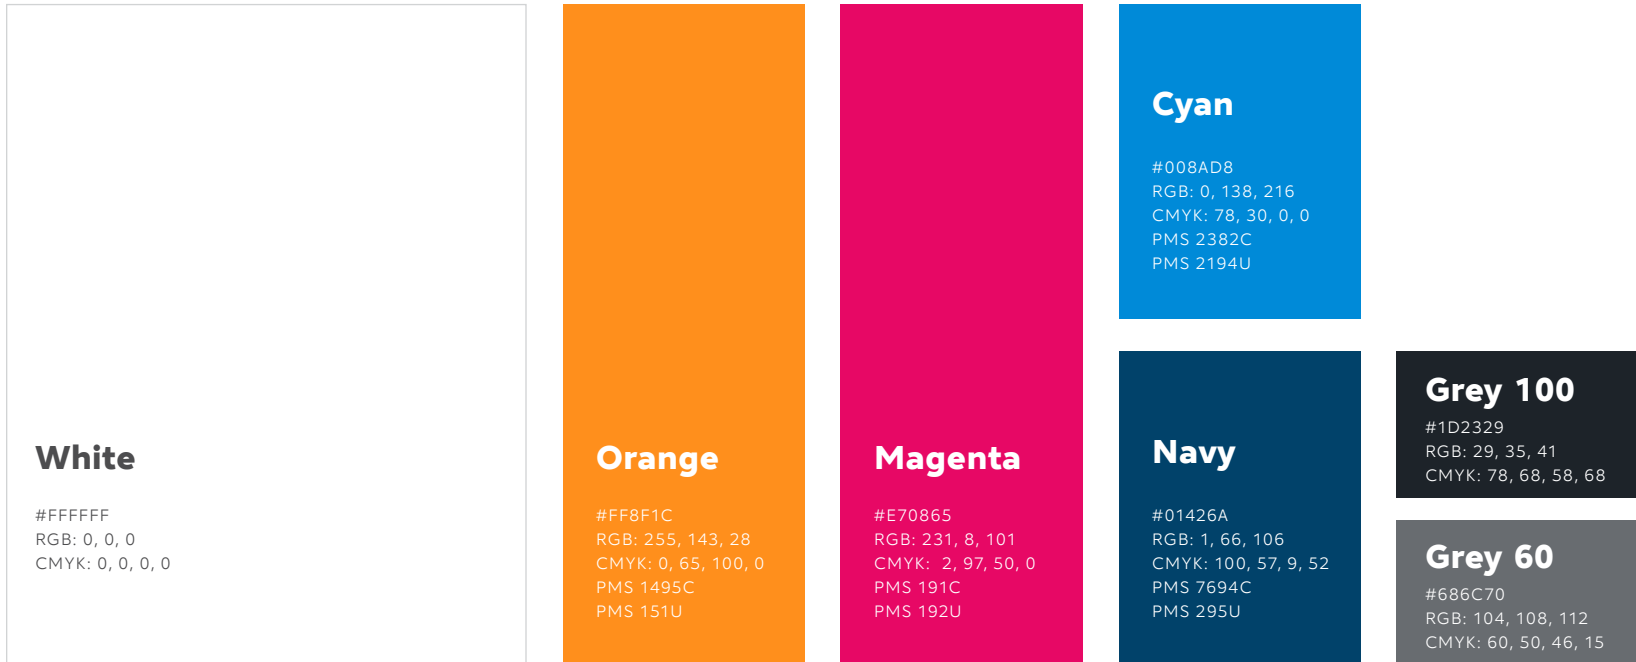 White
#FFFFFF
RGB: 0, 0, 0
CMYK: 0, 0, 0, 0
Orange
#FF8F1C
RGB: 255, 143, 28
CMYK: 0, 65, 100, 0
PMS 1495C
PMS 151U
Magenta
#E70865
RGB: 231, 8, 101
CMYK:  2, 97, 50, 0
PMS 191C
PMS 192U
Cyan
#008AD8
RGB: 0, 138, 216
CMYK: 78, 30, 0, 0
PMS 2382C
PMS 2194U
Navy
#01426A
RGB: 1, 66, 106
CMYK: 100, 57, 9, 52
PMS 7694C
PMS 295U
Grey 100
#1D2329
RGB: 29, 35, 41
CMYK: 78, 68, 58, 68
Grey 60
#686C70
RGB: 104, 108, 112
CMYK: 60, 50, 46, 15